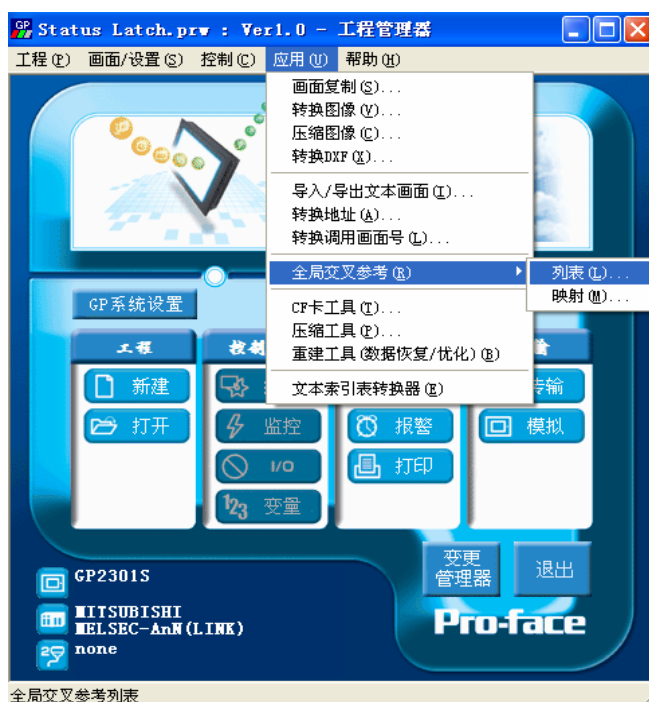 GP Status Latch.prw : Ver1.0 - 工程管理器
工程(P) 画面/设置(S) 控制(C) 应用(U) 帮助(H)
画面复制(S)...
转换图像(V)...
压缩图像(C)...
转换DXF(X)...
导入/导出文本画面(I)...
转换地址(A)...
转换调用画面号(L)...
全局交叉参考(R) 列表(L)...
映射(M)...
CF卡工具(T)...
压缩工具(P)...
重建工具(数据恢复/优化)(B)
文本索引表转换器(E)
GP系统设置
工程
新建
打开 监控 报警 模拟
I/O 打印
123 变量
变更
管理器 退出
GP2301S
MITSUBISHI
MELSEC-AnN(LINK)
none
Pro-face
全局交叉参考列表